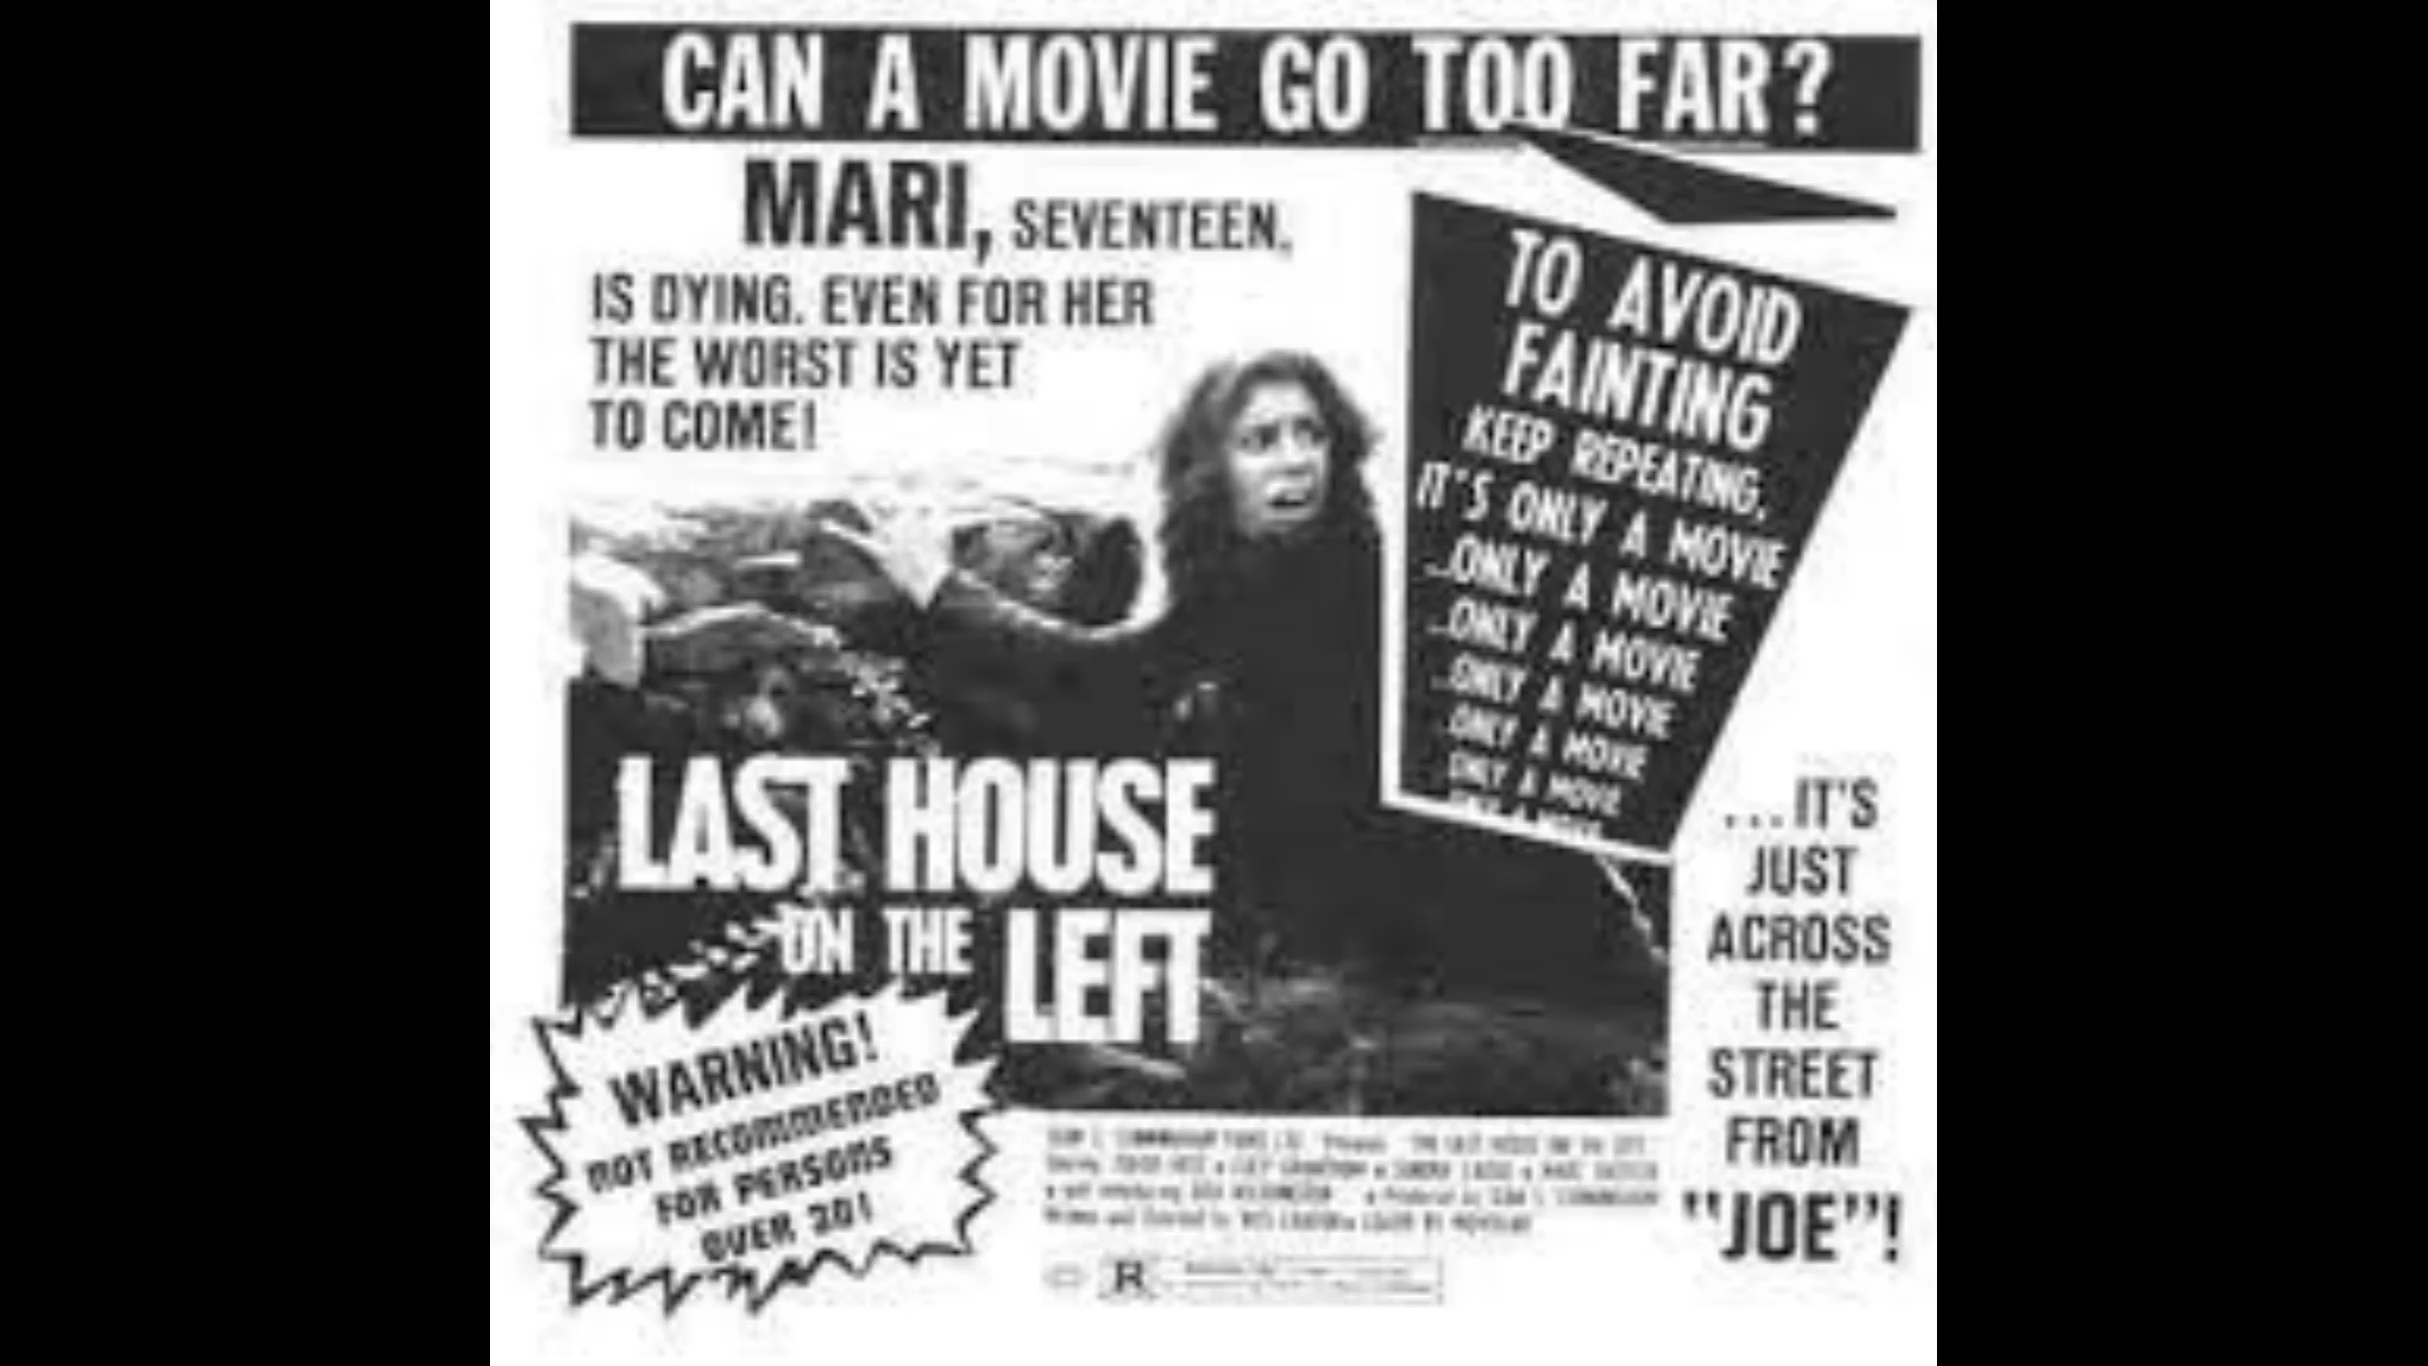 CAN A MOVIE GO TOO FAR?
MARI, SEVENTEEN,
IS DYING. EVEN FOR HER
THE WORST IS YET
TO COME!
TO AVOID
FAINTING
KEEP REPEATING,
IT'S ONLY A MOVIE
...ONLY A MOVIE
...ONLY A MOVIE
...ONLY A MOVIE
ONLY A MOVIE
ONLY A MOVIE
ONLY A MOVIE
LAST HOUSE
ON THE LEFT
...IT'S
JUST
ACROSS
THE
STREET
FROM
"JOE"!
WARNING!
NOT RECOMMENDED
FOR PERSONS
OVER 30!
R